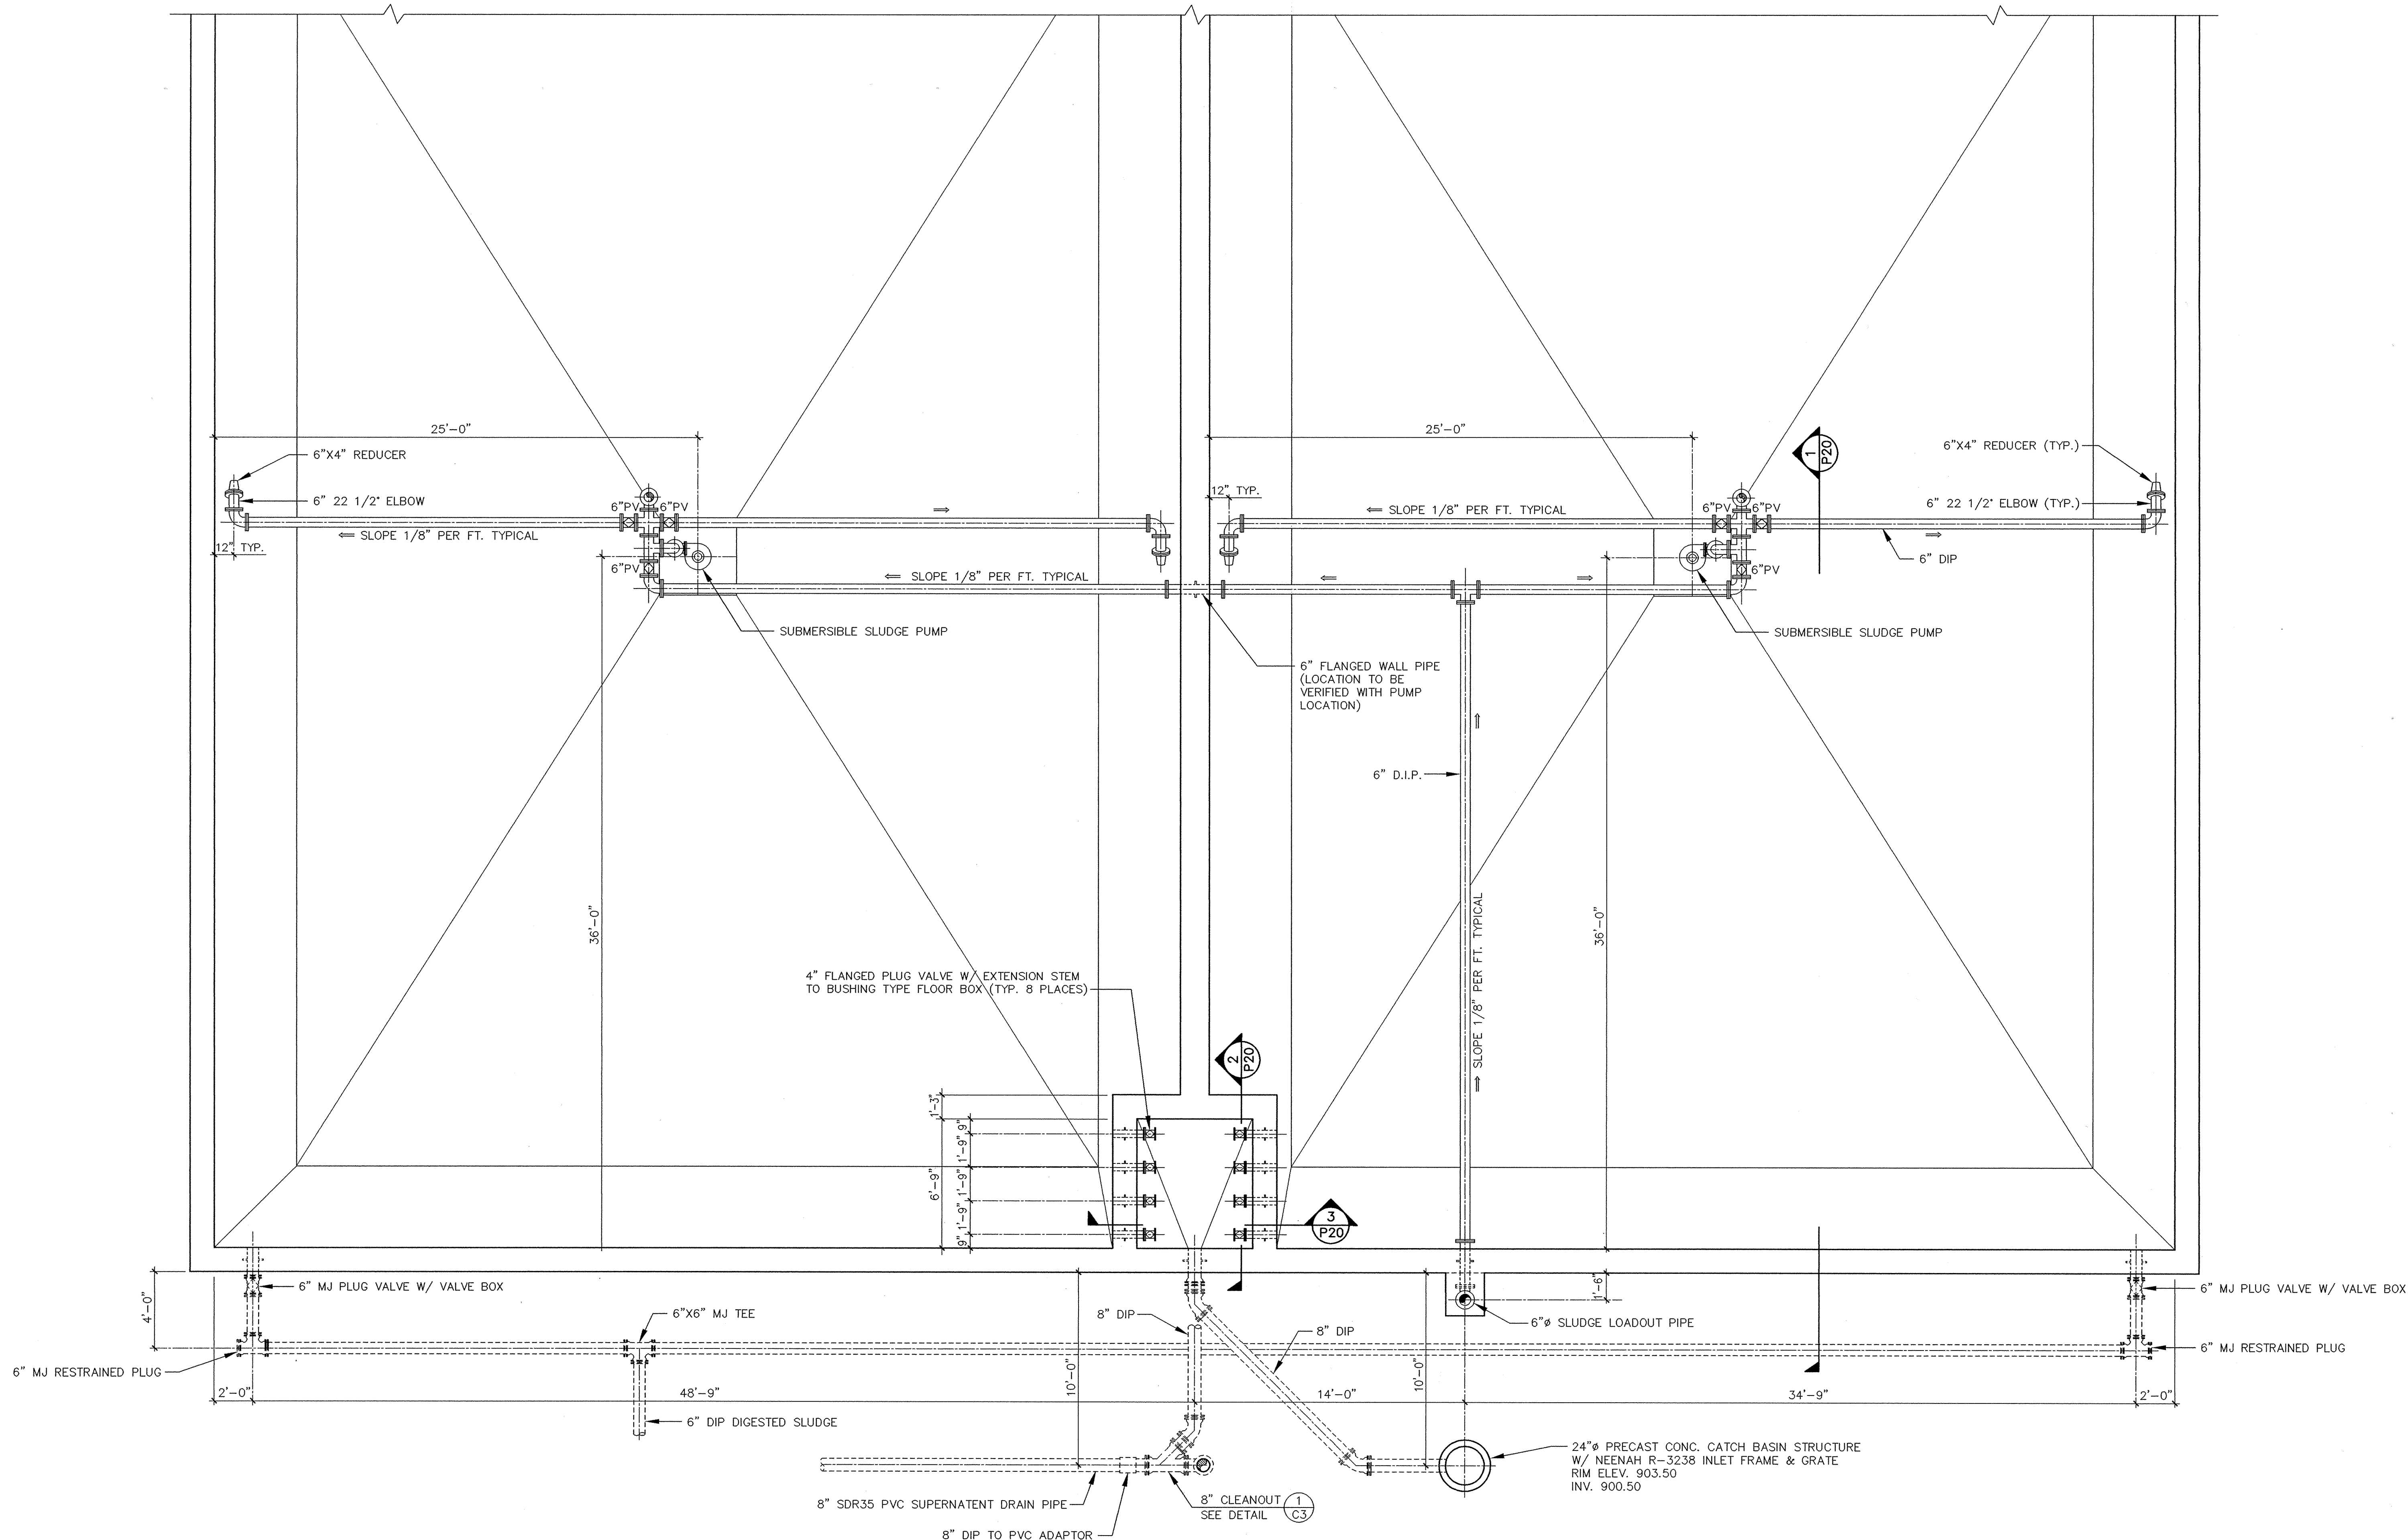 25'-0"
25'-0"
6"X4" REDUCER
6" 22 1/2° ELBOW
6"PV
6"PV
SLOPE 1/8" PER FT. TYPICAL
12" TYP.
6"PV
SLOPE 1/8" PER FT. TYPICAL
12" TYP.
SLOPE 1/8" PER FT. TYPICAL
1
P20
6"X4" REDUCER (TYP.)
6" 22 1/2° ELBOW (TYP.)
6"PV
6"PV
6" DIP
6"PV
SUBMERSIBLE SLUDGE PUMP
SUBMERSIBLE SLUDGE PUMP
6" FLANGED WALL PIPE
(LOCATION TO BE
VERIFIED WITH PUMP
LOCATION)
6" D.I.P.
36'-0"
SLOPE 1/8" PER FT. TYPICAL
36'-0"
4" FLANGED PLUG VALVE W/ EXTENSION STEM
TO BUSHING TYPE FLOOR BOX (TYP. 8 PLACES)
2
P20
1'-3"
9"
1'-9"
6'-9"
1'-9"
1'-9"
9"
3
P20
4'-0"
6" MJ PLUG VALVE W/ VALVE BOX
6"X6" MJ TEE
8" DIP
8" DIP
1'-6"
6"ø SLUDGE LOADOUT PIPE
6" MJ PLUG VALVE W/ VALVE BOX
6" MJ RESTRAINED PLUG
6" MJ RESTRAINED PLUG
2'-0"
48'-9"
10'-0"
14'-0"
10'-0"
34'-9"
2'-0"
6" DIP DIGESTED SLUDGE
24"ø PRECAST CONC. CATCH BASIN STRUCTURE
W/ NEENAH R-3238 INLET FRAME & GRATE
RIM ELEV. 903.50
INV. 900.50
8" SDR35 PVC SUPERNATENT DRAIN PIPE
8" CLEANOUT
SEE DETAIL
1
C3
8" DIP TO PVC ADAPTOR